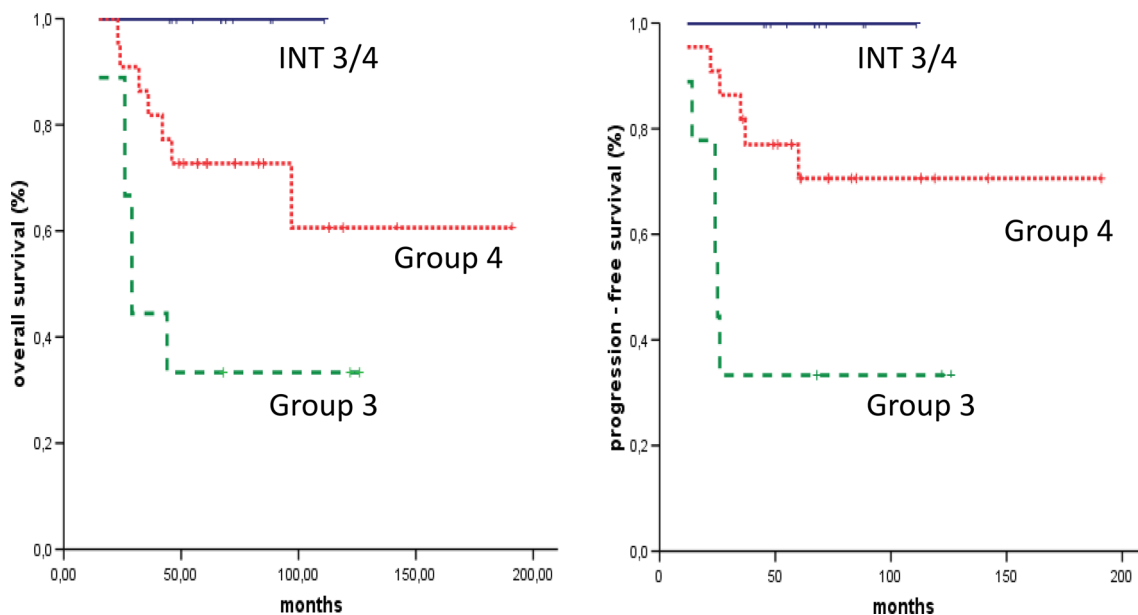 overall survival (%)
1,0
0,8
0,6
0,4
0,2
0,0
0,00
50,00
100,00
150,00
200,00
months
INT 3/4
Group 4
Group 3
progression - free survival (%)
1,0
0,8
0,6
0,4
0,2
0,0
0
50
100
150
200
months
INT 3/4
Group 4
Group 3